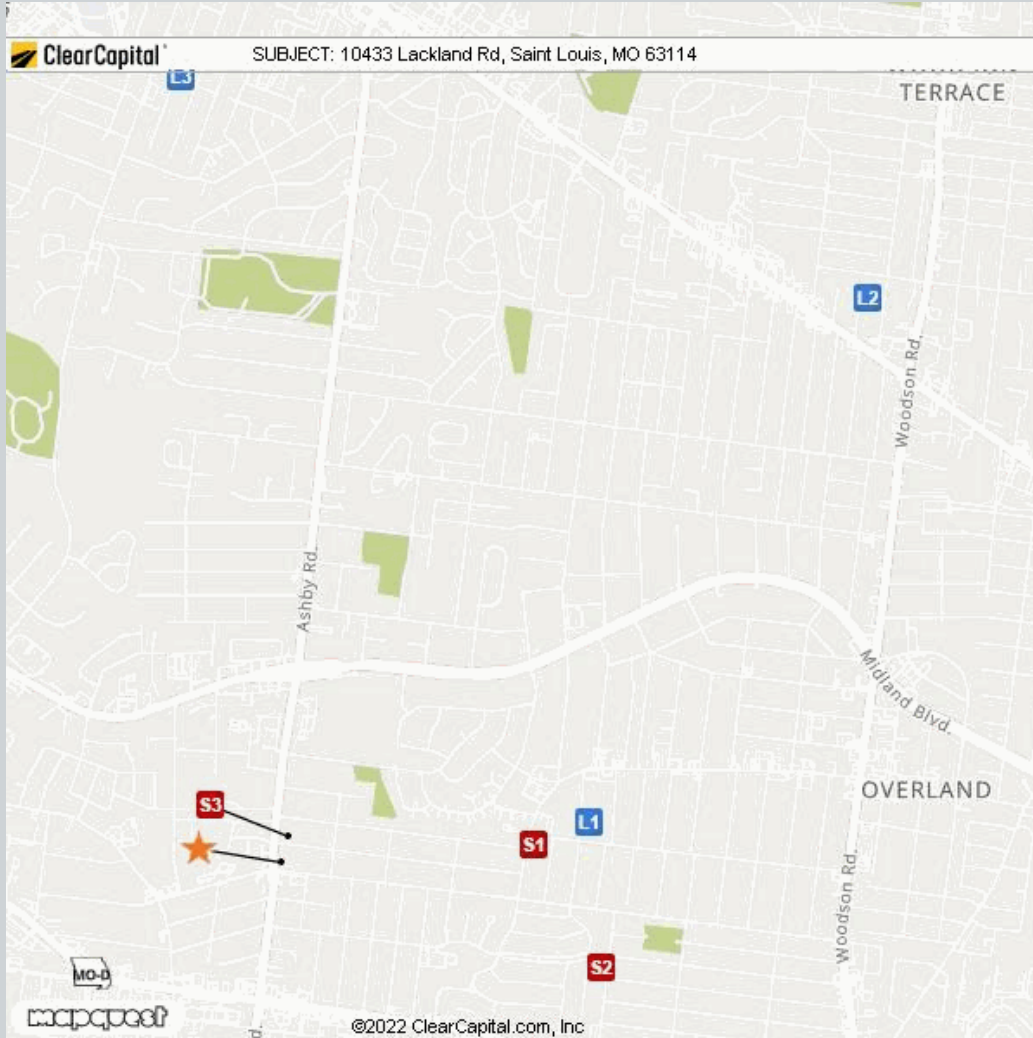 ClearCapital
SUBJECT: 10433 Lackland Rd, Saint Louis, MO 63114
L3
TERRACE
L2
Woodson Rd.
Ashby Rd.
Midland Blvd.
OVERLAND
S3
L1
S1
Woodson Rd.
S2
MO-D
mapquest
©2022 ClearCapital.com, Inc
d.